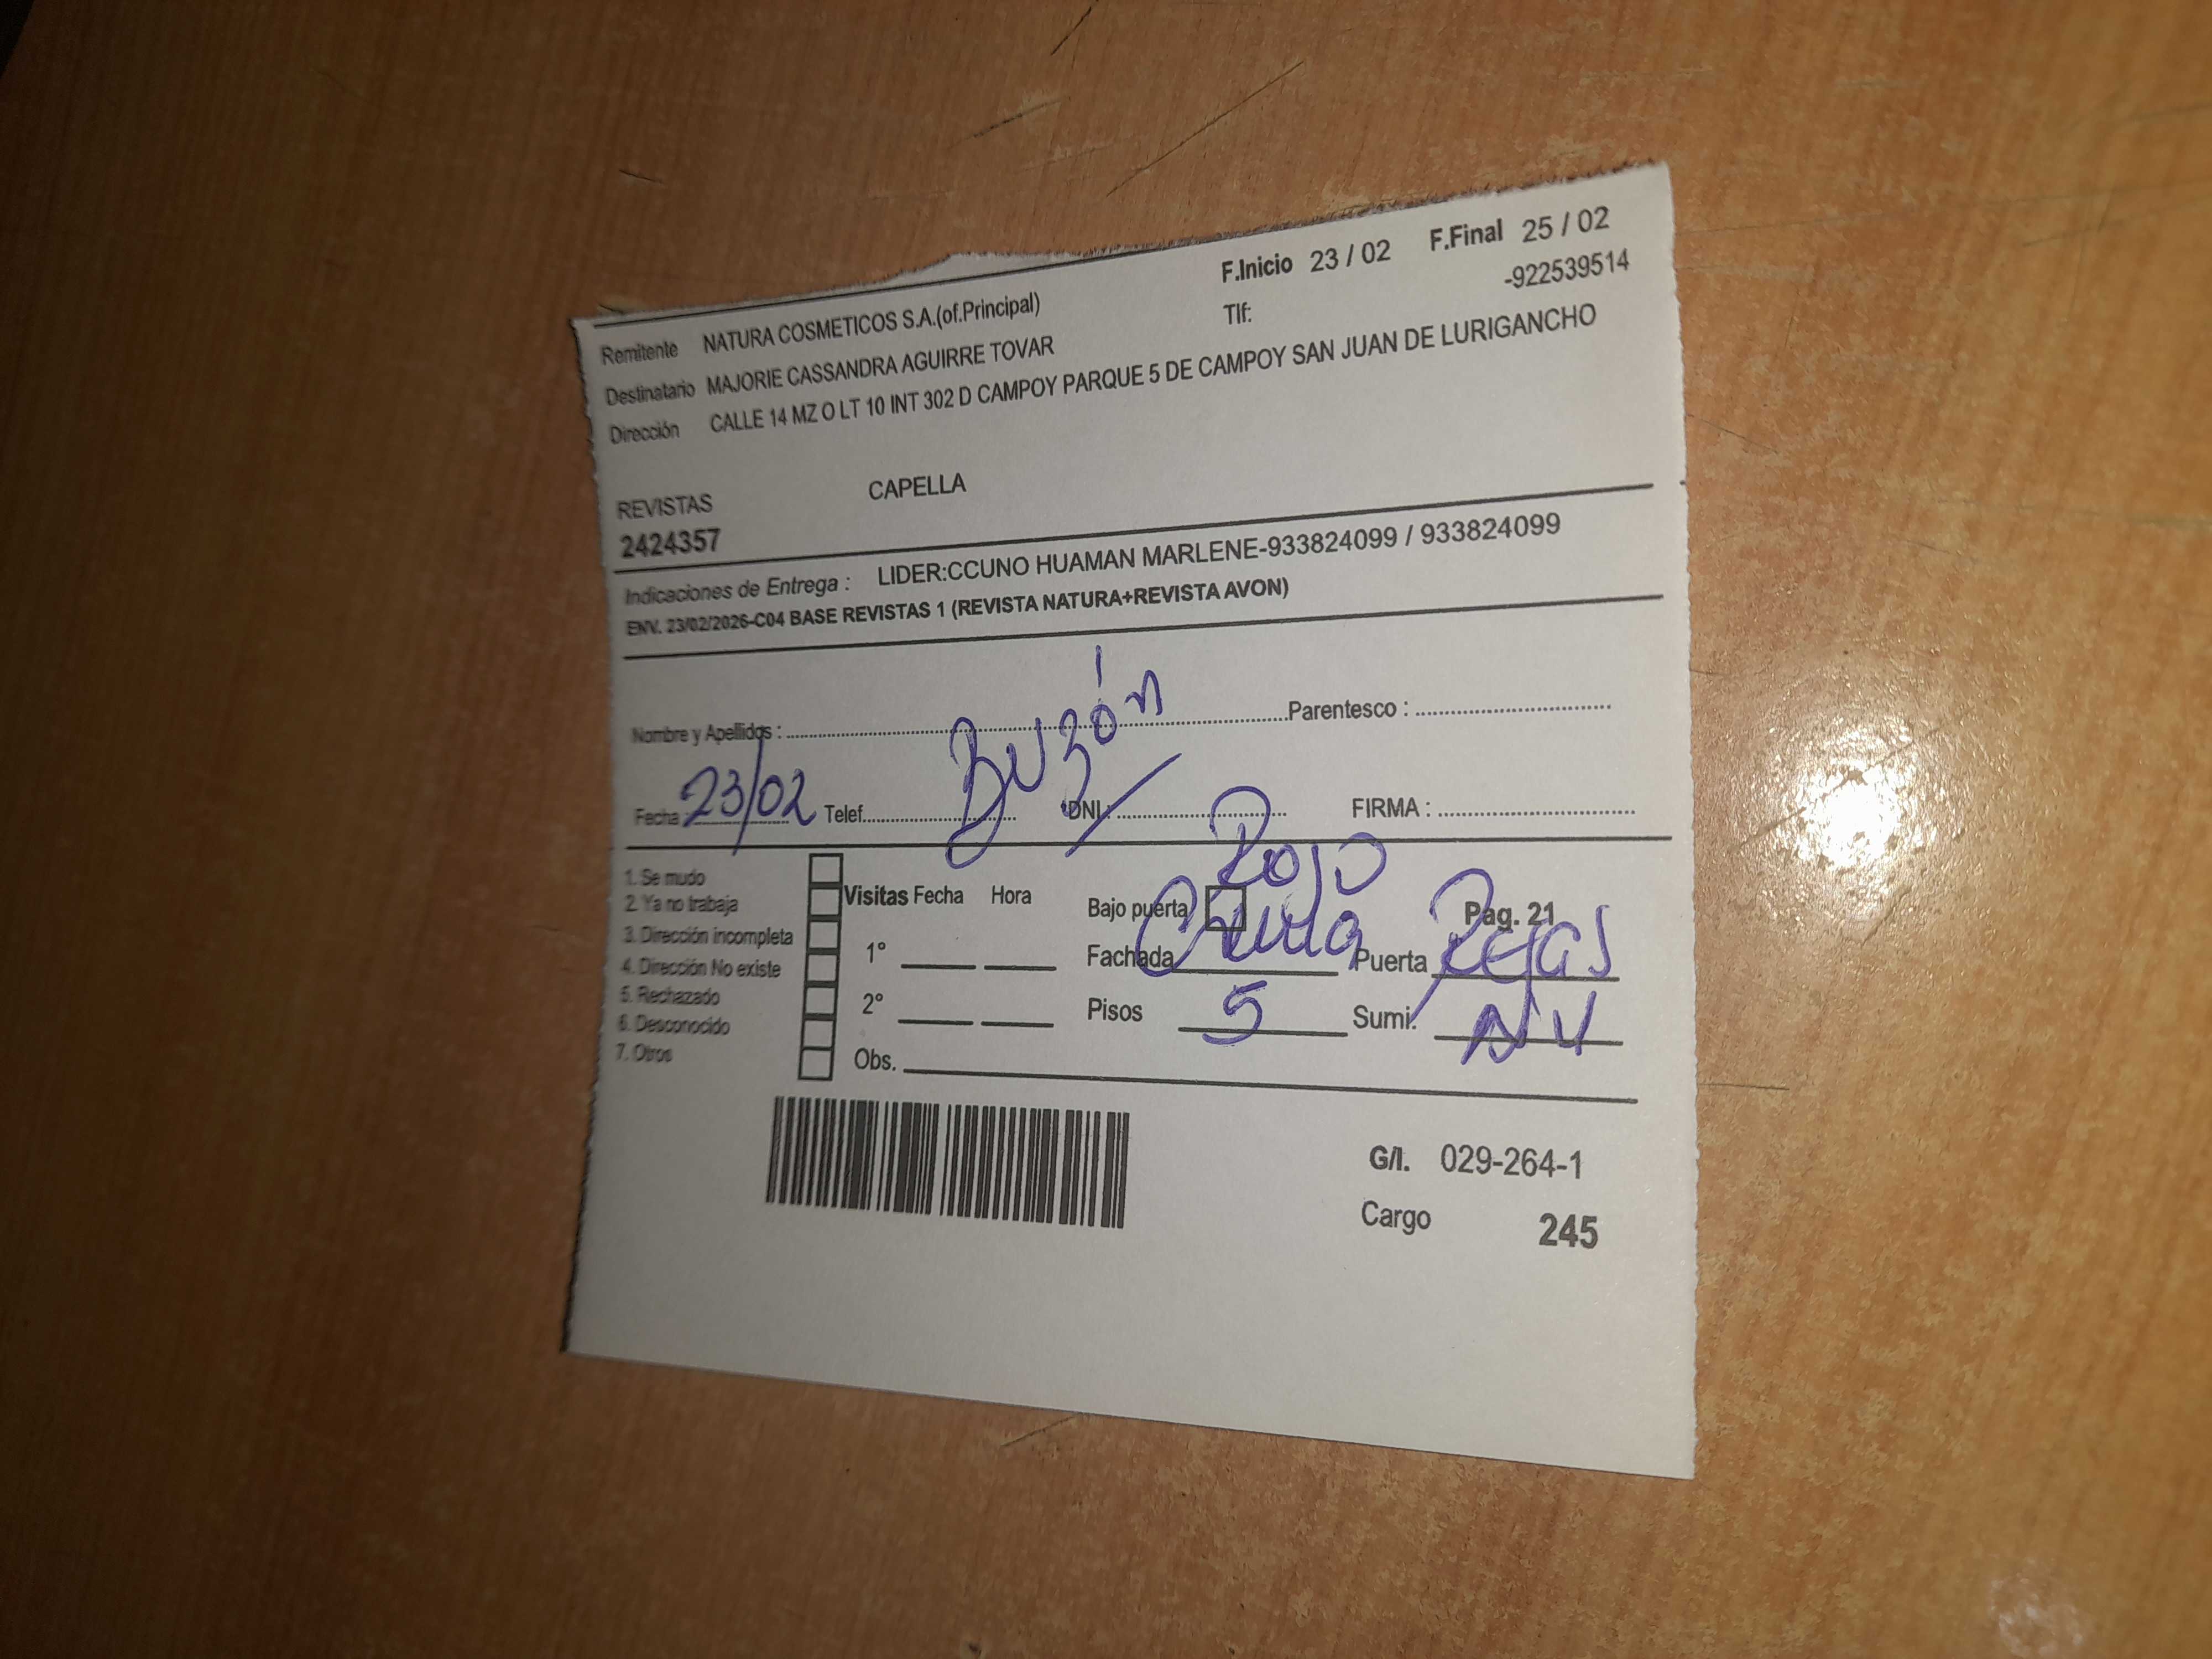 F.Inicio 23 / 02 F.Final 25 / 02
Remitente NATURA COSMETICOS S.A.(of.Principal) Tlf: -922539514
Destinatario MAJORIE CASSANDRA AGUIRRE TOVAR
Dirección CALLE 14 MZ O LT 10 INT 302 D CAMPOY PARQUE 5 DE CAMPOY SAN JUAN DE LURIGANCHO
REVISTAS CAPELLA
2424357
Indicaciones de Entrega : LIDER:CCUNO HUAMAN MARLENE-933824099 / 933824099
ENV. 23/02/2026-C04 BASE REVISTAS 1 (REVISTA NATURA+REVISTA AVON)
Buzón
Nombre y Apellidos : Parentesco :
Fecha : 23/02 Telef. DNI : FIRMA :
Rojo
1. Se mudo
2. Ya no trabaja
3. Dirección incompleta
4. Dirección No existe
5. Rechazado
6. Desconocido
7. Otros
Visitas Fecha Hora
1°
2°
Obs.
Bajo puerta Pag. 21
Fachada Crema Puerta Rejas
Pisos 5 Sumi. NV
G/l. 029-264-1
Cargo 245